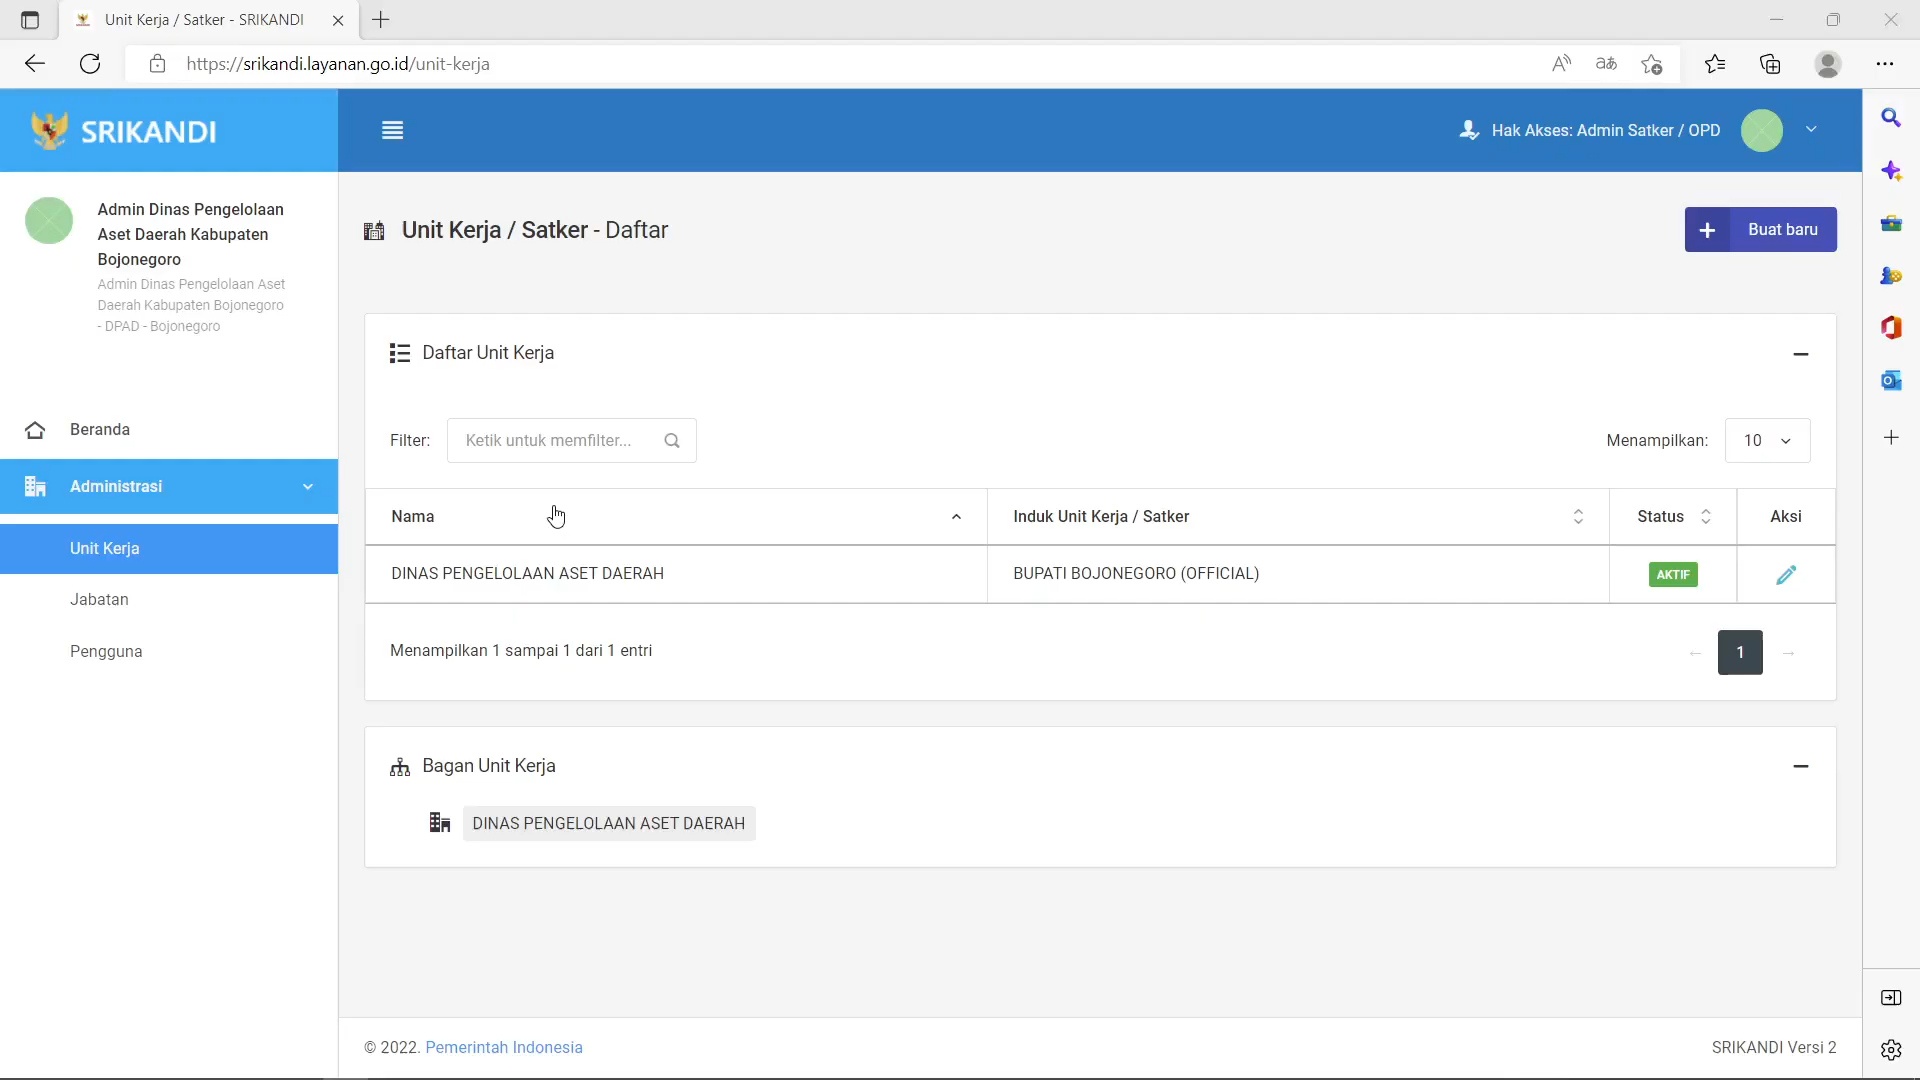 Unit Kerja / Satker - SRIKANDI
https://srikandi.layanan.go.id/unit-kerja
SRIKANDI
Hak Akses: Admin Satker / OPD
Admin Dinas Pengelolaan
Aset Daerah Kabupaten
Bojonegoro
Admin Dinas Pengelolaan Aset
Daerah Kabupaten Bojonegoro
- DPAD - Bojonegoro
Beranda
Administrasi
Unit Kerja
Jabatan
Pengguna
Unit Kerja / Satker - Daftar
Buat baru
Daftar Unit Kerja
Filter: Ketik untuk memfilter...
Menampilkan: 10
Nama Induk Unit Kerja / Satker Status Aksi
DINAS PENGELOLAAN ASET DAERAH BUPATI BOJONEGORO (OFFICIAL) AKTIF
Menampilkan 1 sampai 1 dari 1 entri
← 1 →
Bagan Unit Kerja
DINAS PENGELOLAAN ASET DAERAH
© 2022. Pemerintah Indonesia
SRIKANDI Versi 2